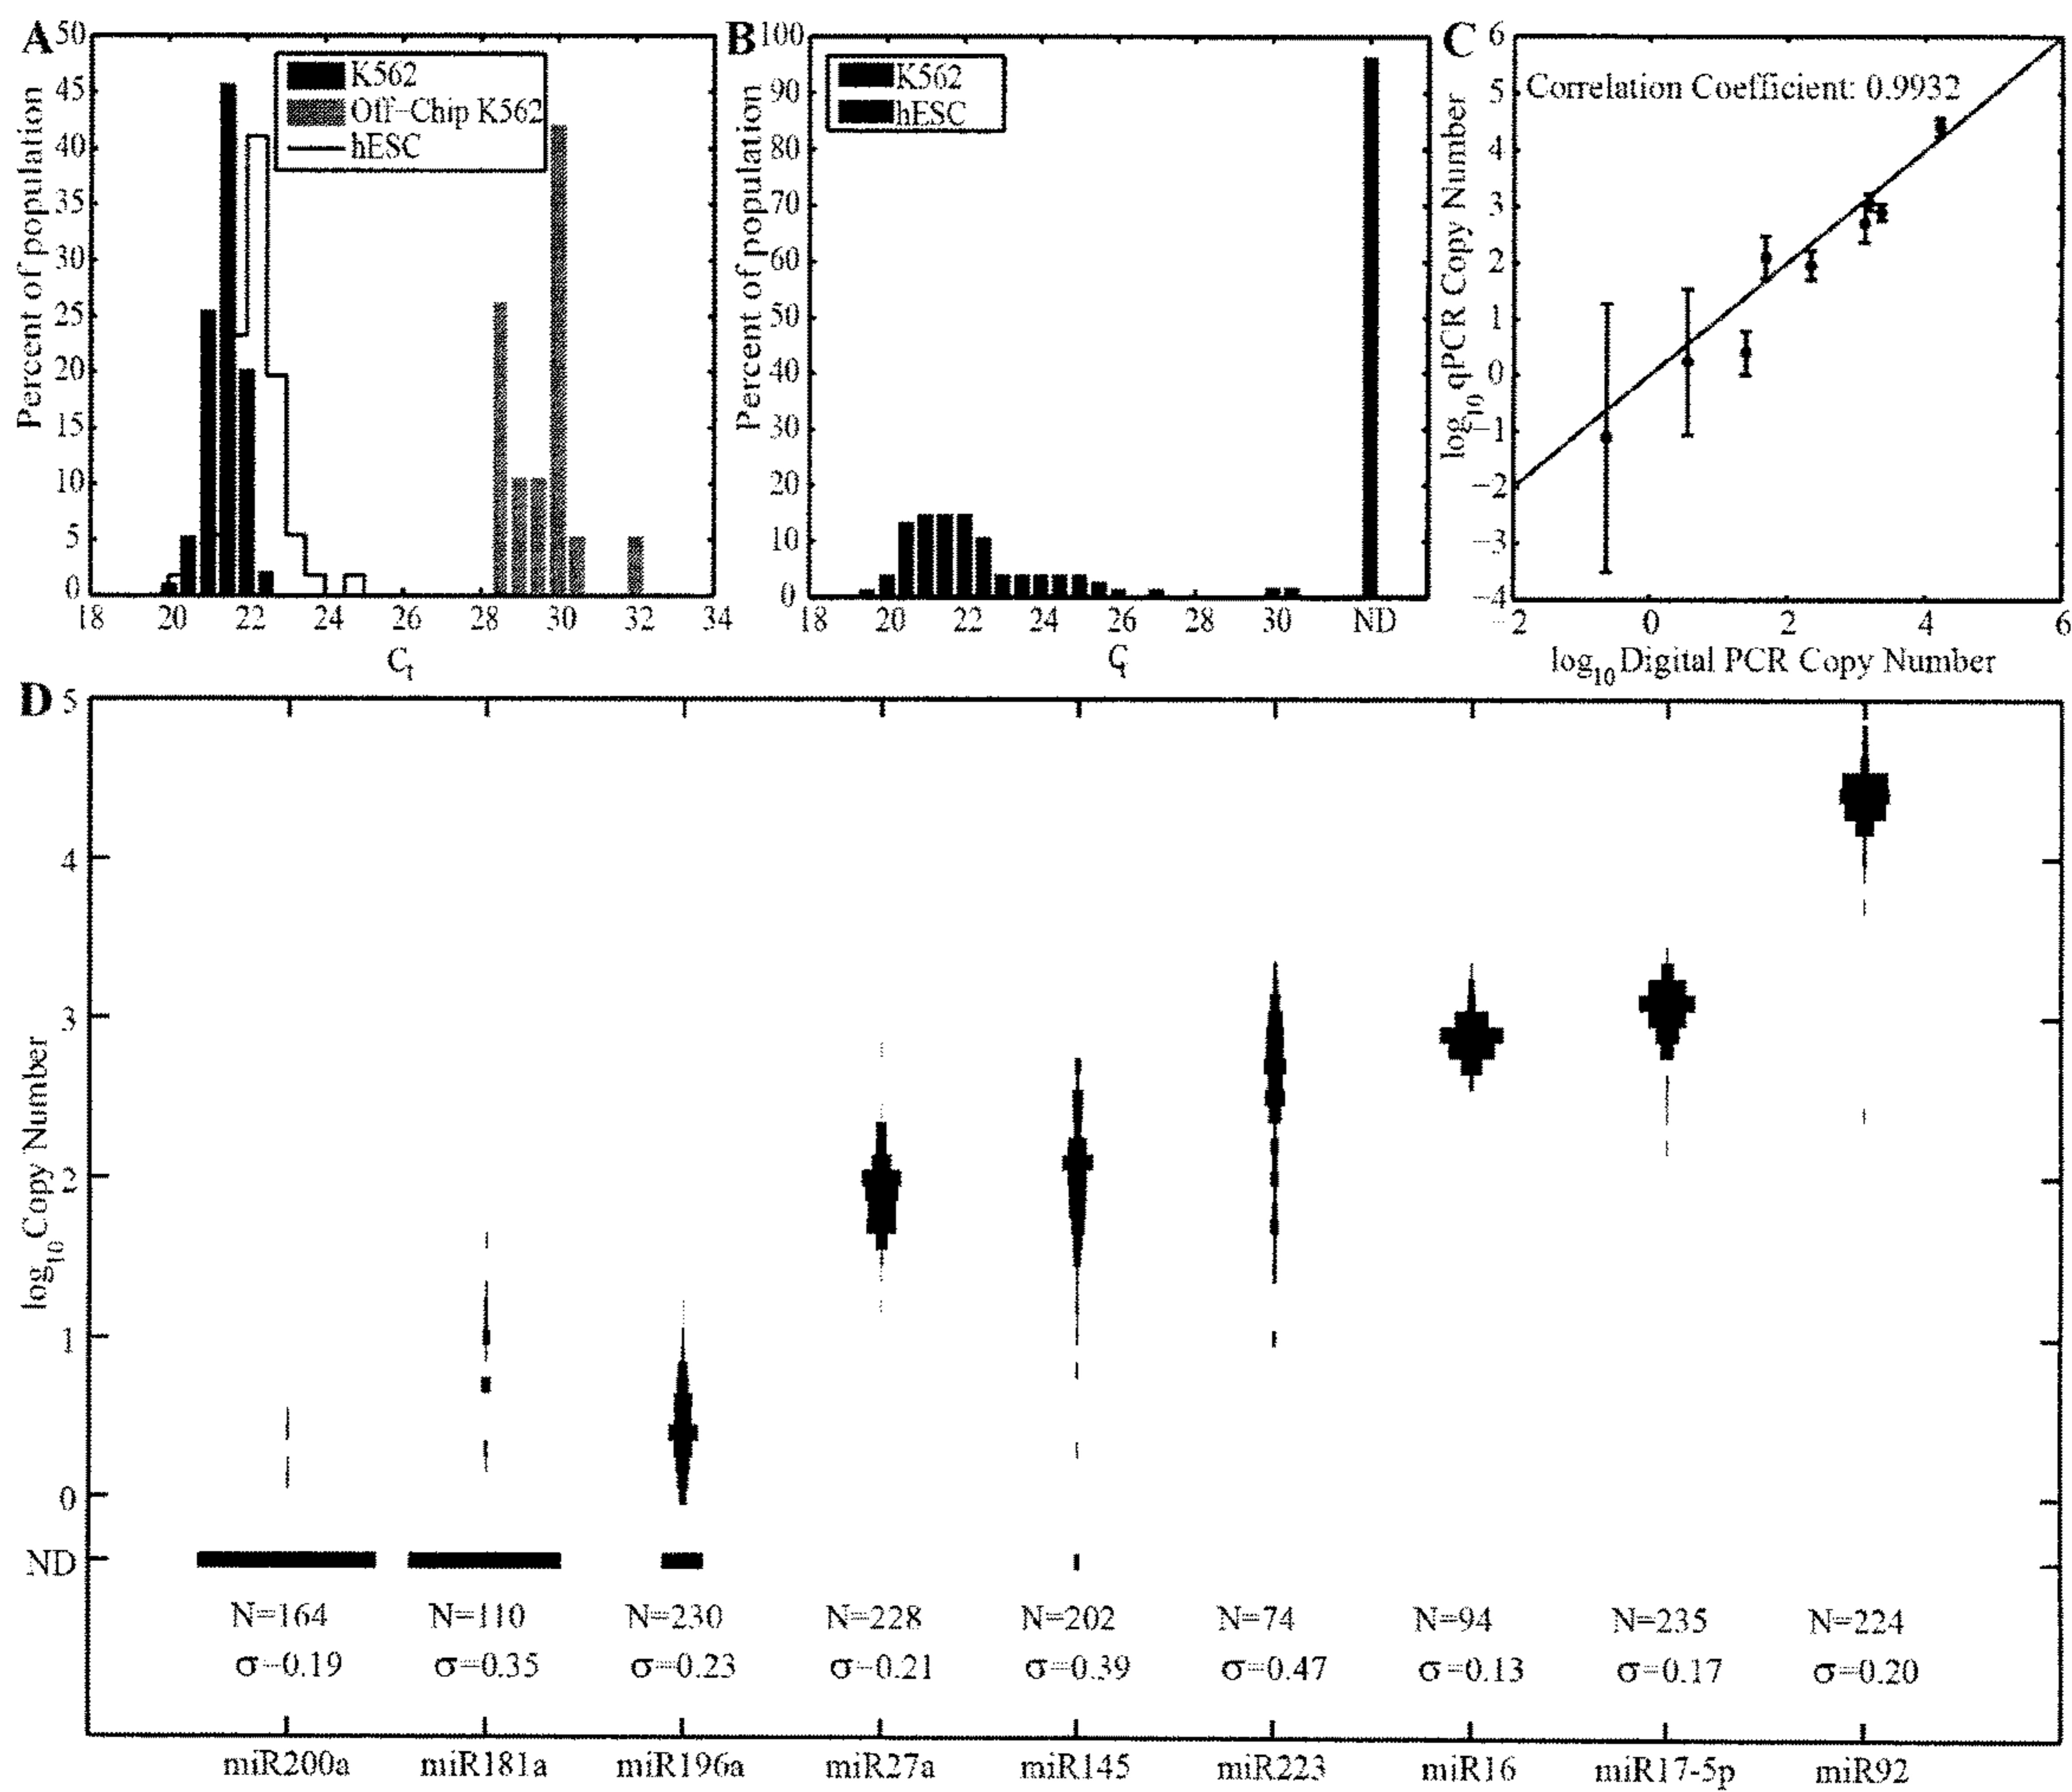 A
50
45
40
35
30
25
20
15
10
5
0
Percent of population
K562
Off-Chip K562
hESC
18 20 22 24 26 28 30 32 34
Ct
B
100
90
80
70
60
50
40
30
20
10
0
Percent of population
K562
hESC
18 20 22 24 26 28 30 ND
Ct
C
6
5
4
3
2
1
0
-1
-2
-3
-4
log10 qPCR Copy Number
Correlation Coefficient: 0.9932
-2 0 2 4 6
log10 Digital PCR Copy Number
D
5
4
3
2
1
0
ND
log10 Copy Number
N=164 N=110 N=230 N=228 N=202 N=74 N=94 N=235 N=224
σ=0.19 σ=0.35 σ=0.23 σ=0.21 σ=0.39 σ=0.47 σ=0.13 σ=0.17 σ=0.20
miR200a miR181a miR196a miR27a miR145 miR223 miR16 miR17-5p miR92